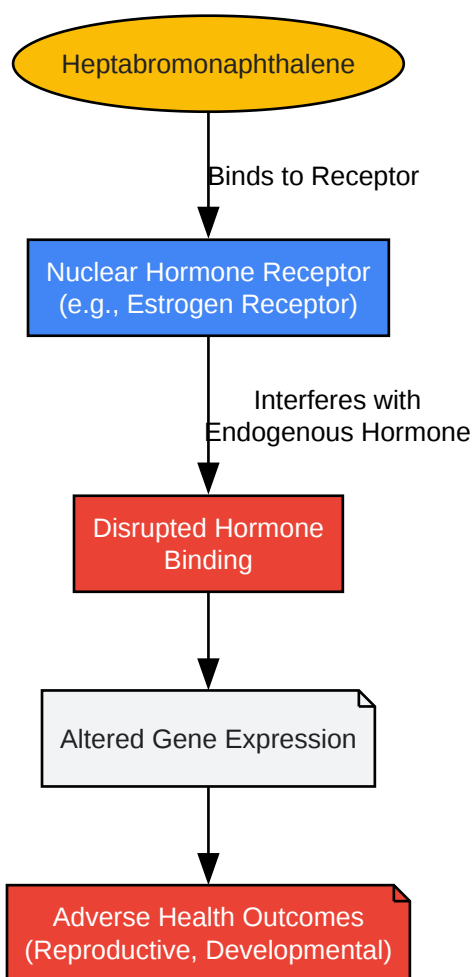 Heptabromonaphthalene
Binds to Receptor
Nuclear Hormone Receptor
(e.g., Estrogen Receptor)
Interferes with
Endogenous Hormone
Disrupted Hormone
Binding
Altered Gene Expression
Adverse Health Outcomes
(Reproductive, Developmental)